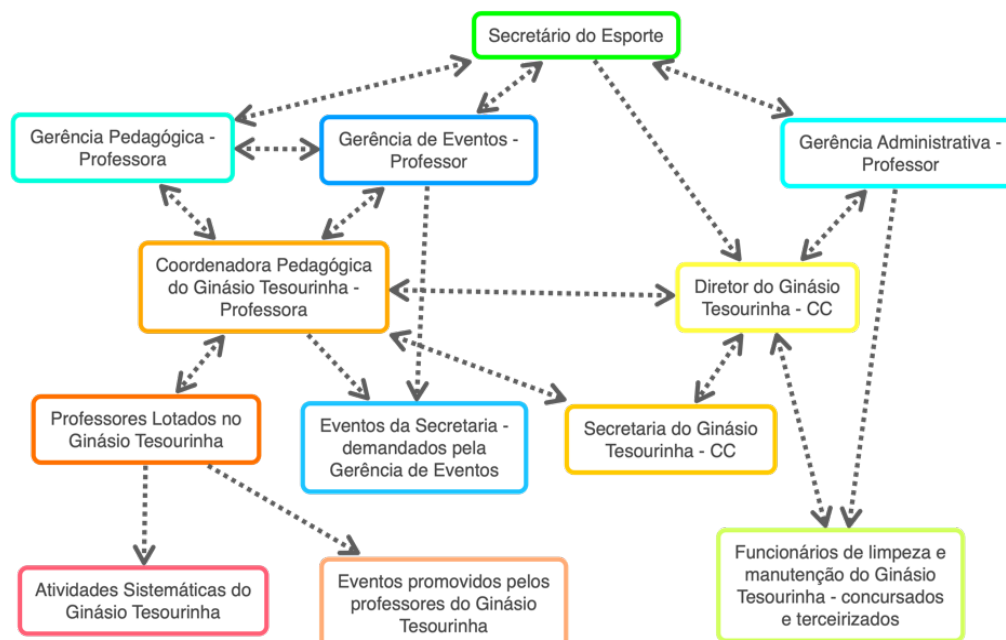 Secretário do Esporte
Gerência Pedagógica -
Professora
Gerência de Eventos -
Professor
Gerência Administrativa -
Professor
Coordenadora Pedagógica
do Ginásio Tesourinha -
Professora
Diretor do Ginásio
Tesourinha - CC
Professores Lotados no
Ginásio Tesourinha
Eventos da Secretaria -
demandados pela
Gerência de Eventos
Secretaria do Ginásio
Tesourinha - CC
Atividades Sistemáticas do
Ginásio Tesourinha
Eventos promovidos pelos
professores do Ginásio
Tesourinha
Funcionários de limpeza e
manutenção do Ginásio
Tesourinha - concursados
e terceirizados